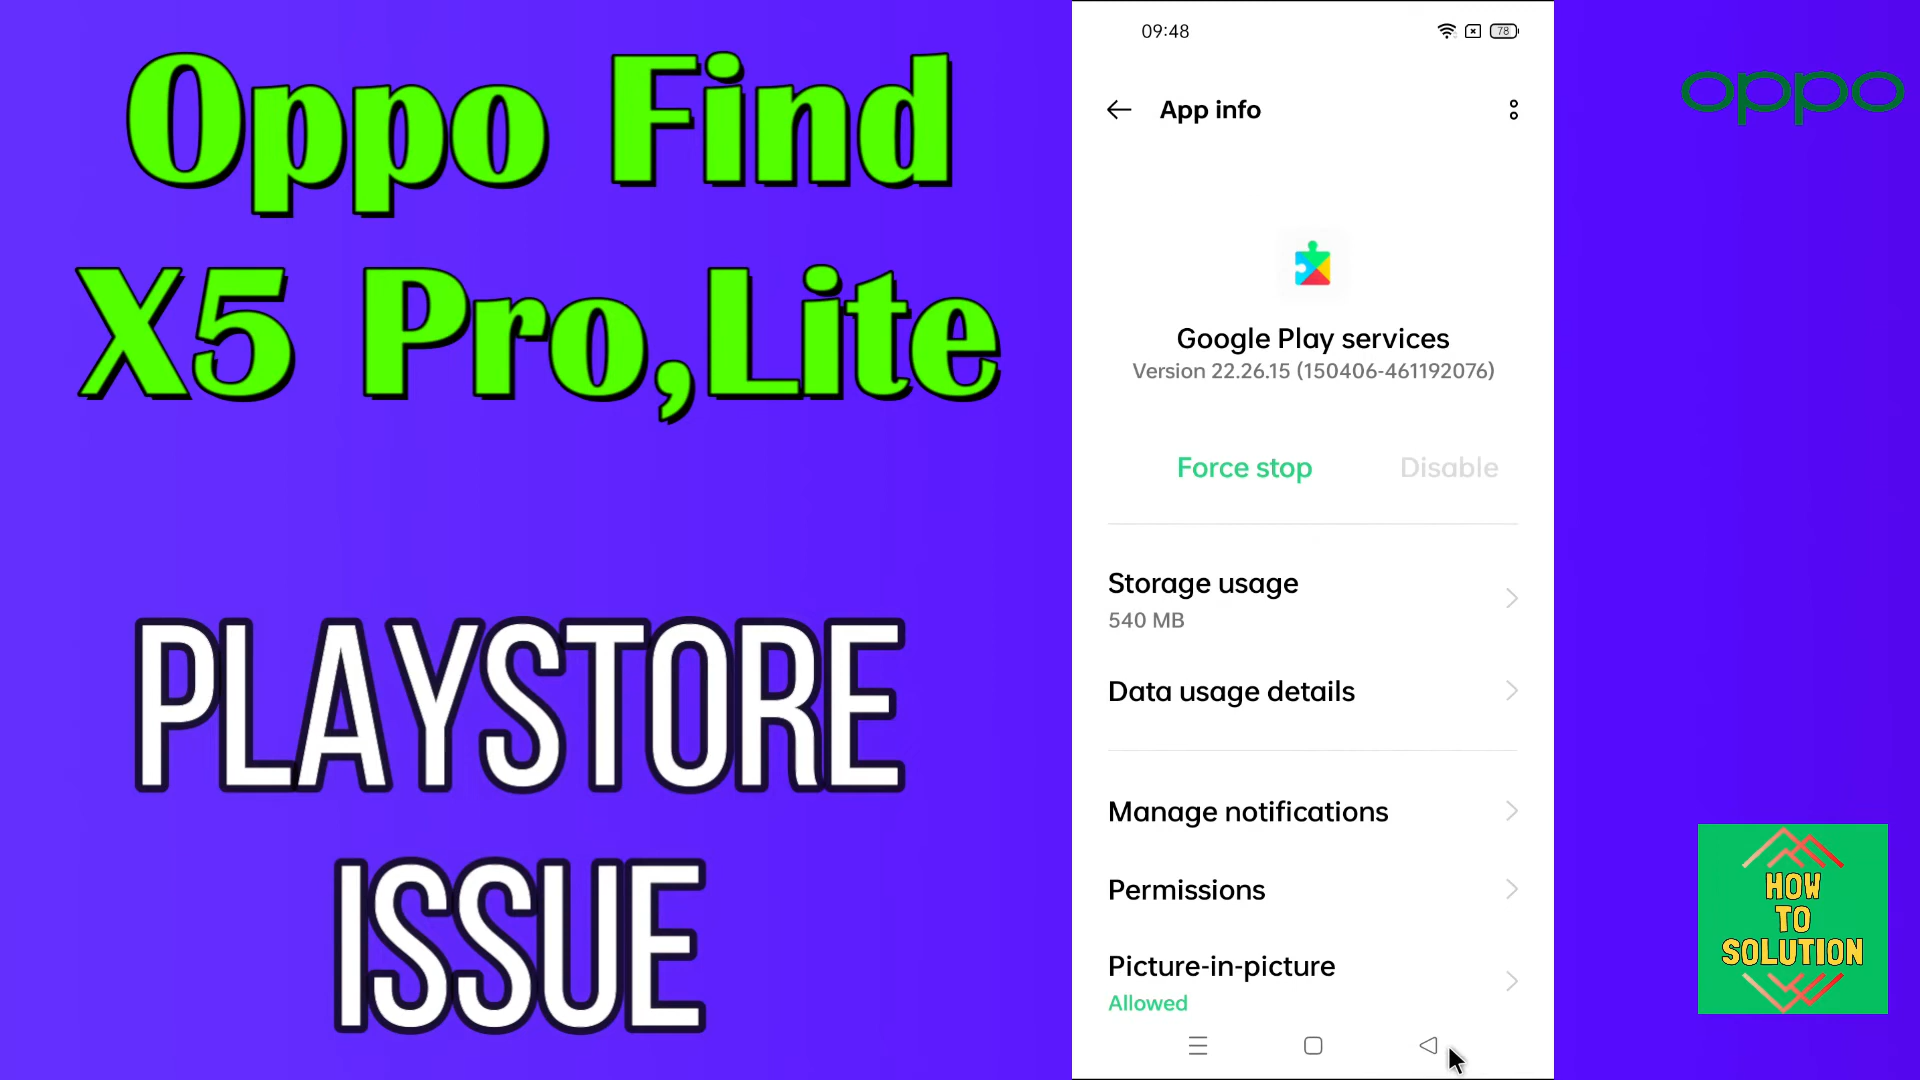 Oppo Find
X5 Pro,Lite
PLAYSTORE
ISSUE
09:48
78
App info
Google Play services
Version 22.26.15 (150406-461192076)
Force stop
Disable
Storage usage
540 MB
Data usage details
Manage notifications
Permissions
Picture-in-picture
Allowed
oppo
HOW
TO
SOLUTION